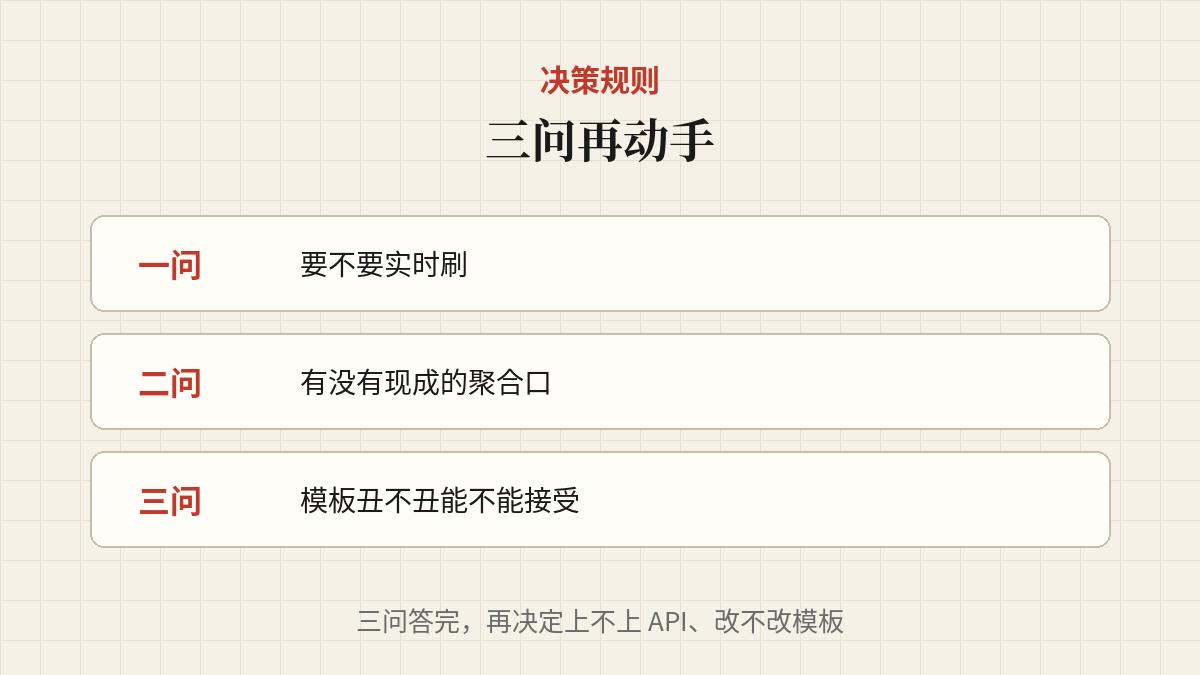 决策规则
三问再动手
一问 要不要实时刷
二问 有没有现成的聚合口
三问 模板丑不丑能不能接受
三问答完，再决定上不上 API、改不改模板